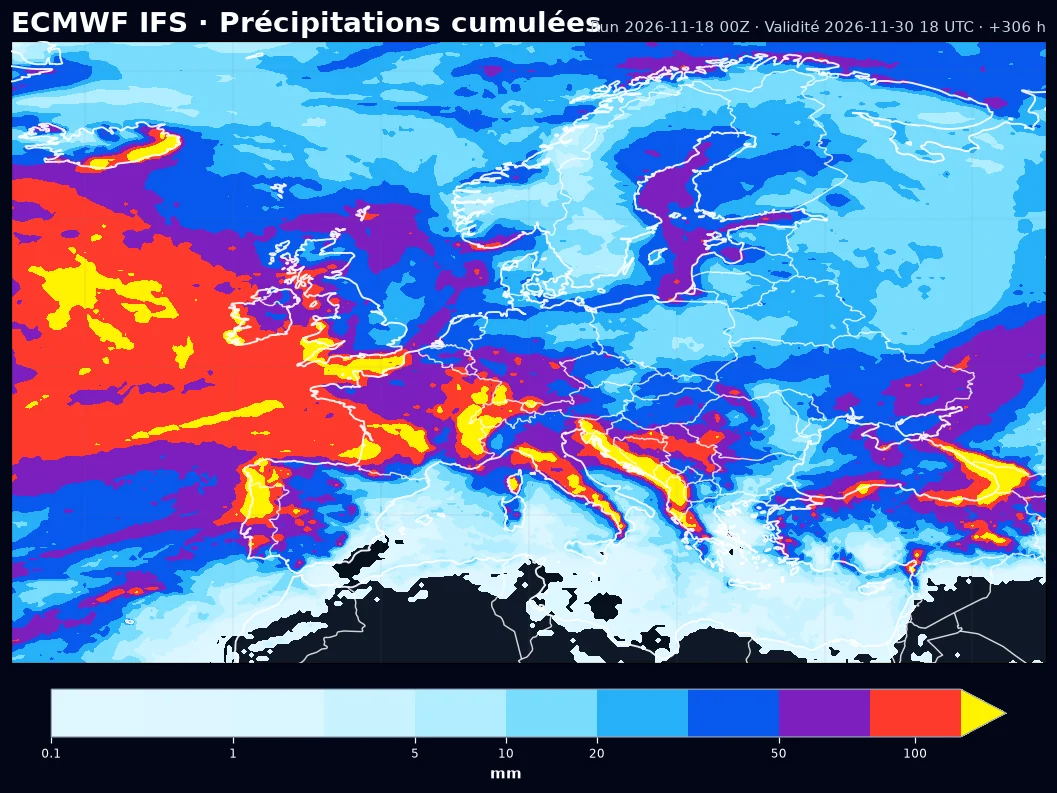 ECMWF IFS · Précipitations cumulées
Run 2026-11-18 00Z · Validité 2026-11-30 18 UTC · +306 h
0.1 1 5 10 20 50 100
mm